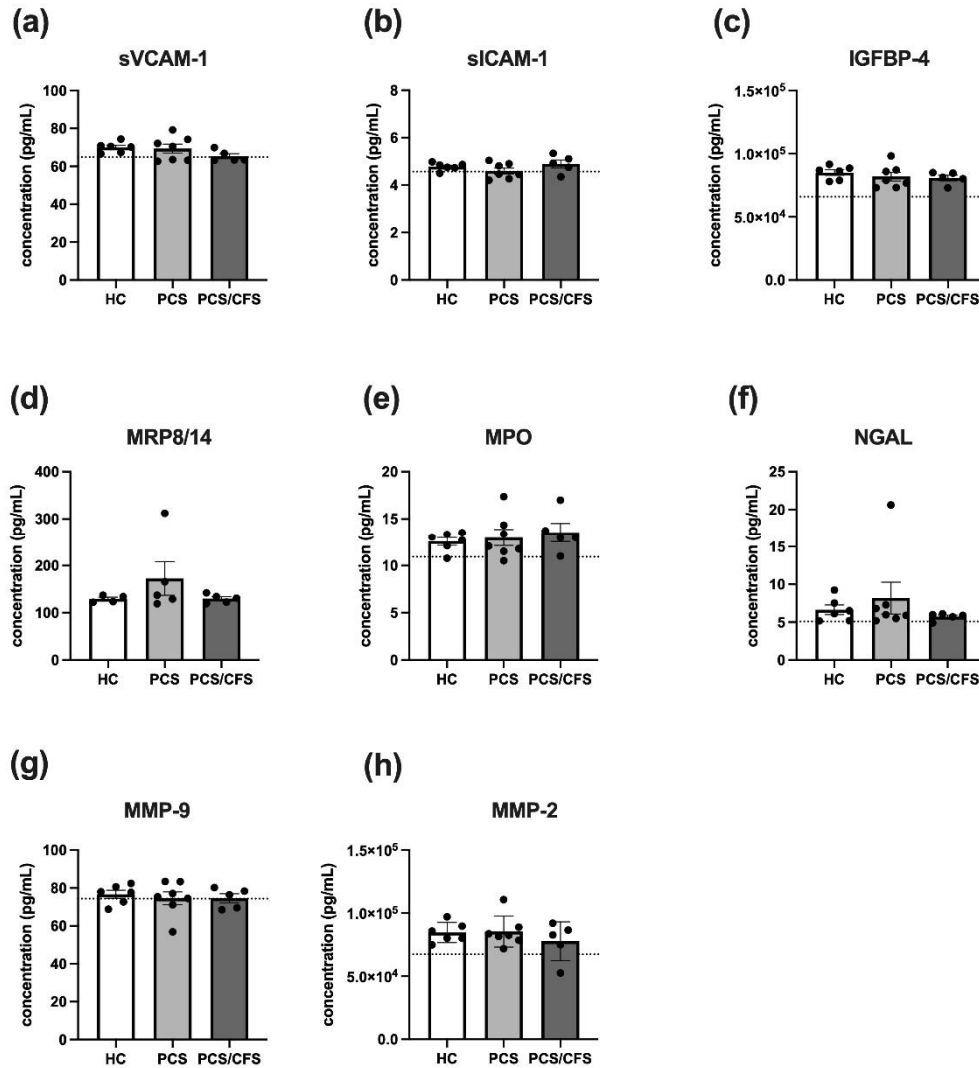 (a)
sVCAM-1
concentration (pg/mL)
100
80
60
40
20
0
HC PCS PCS/CFS
(b)
sICAM-1
concentration (pg/mL)
8
6
4
2
0
HC PCS PCS/CFS
(c)
IGFBP-4
concentration (pg/mL)
1.5×10⁵
1.0×10⁵
5.0×10⁴
0.0
HC PCS PCS/CFS
(d)
MRP8/14
concentration (pg/mL)
400
300
200
100
0
HC PCS PCS/CFS
(e)
MPO
concentration (pg/mL)
20
15
10
5
0
HC PCS PCS/CFS
(f)
NGAL
concentration (pg/mL)
25
20
15
10
5
0
HC PCS PCS/CFS
(g)
MMP-9
concentration (pg/mL)
100
80
60
40
20
0
HC PCS PCS/CFS
(h)
MMP-2
concentration (pg/mL)
1.5×10⁵
1.0×10⁵
5.0×10⁴
0.0
HC PCS PCS/CFS